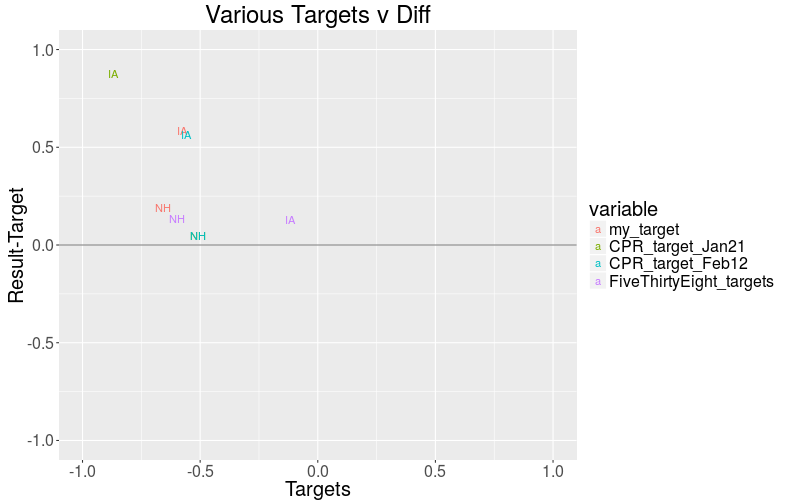 Various Targets v Diff
1.0
0.5
0.0
-0.5
-1.0
Result-Target
IA
IA
IA
NH
NH
IA
NH
-1.0 -0.5 0.0 0.5 1.0
Targets
variable
a my_target
a CPR_target_Jan21
a CPR_target_Feb12
a FiveThirtyEight_targets